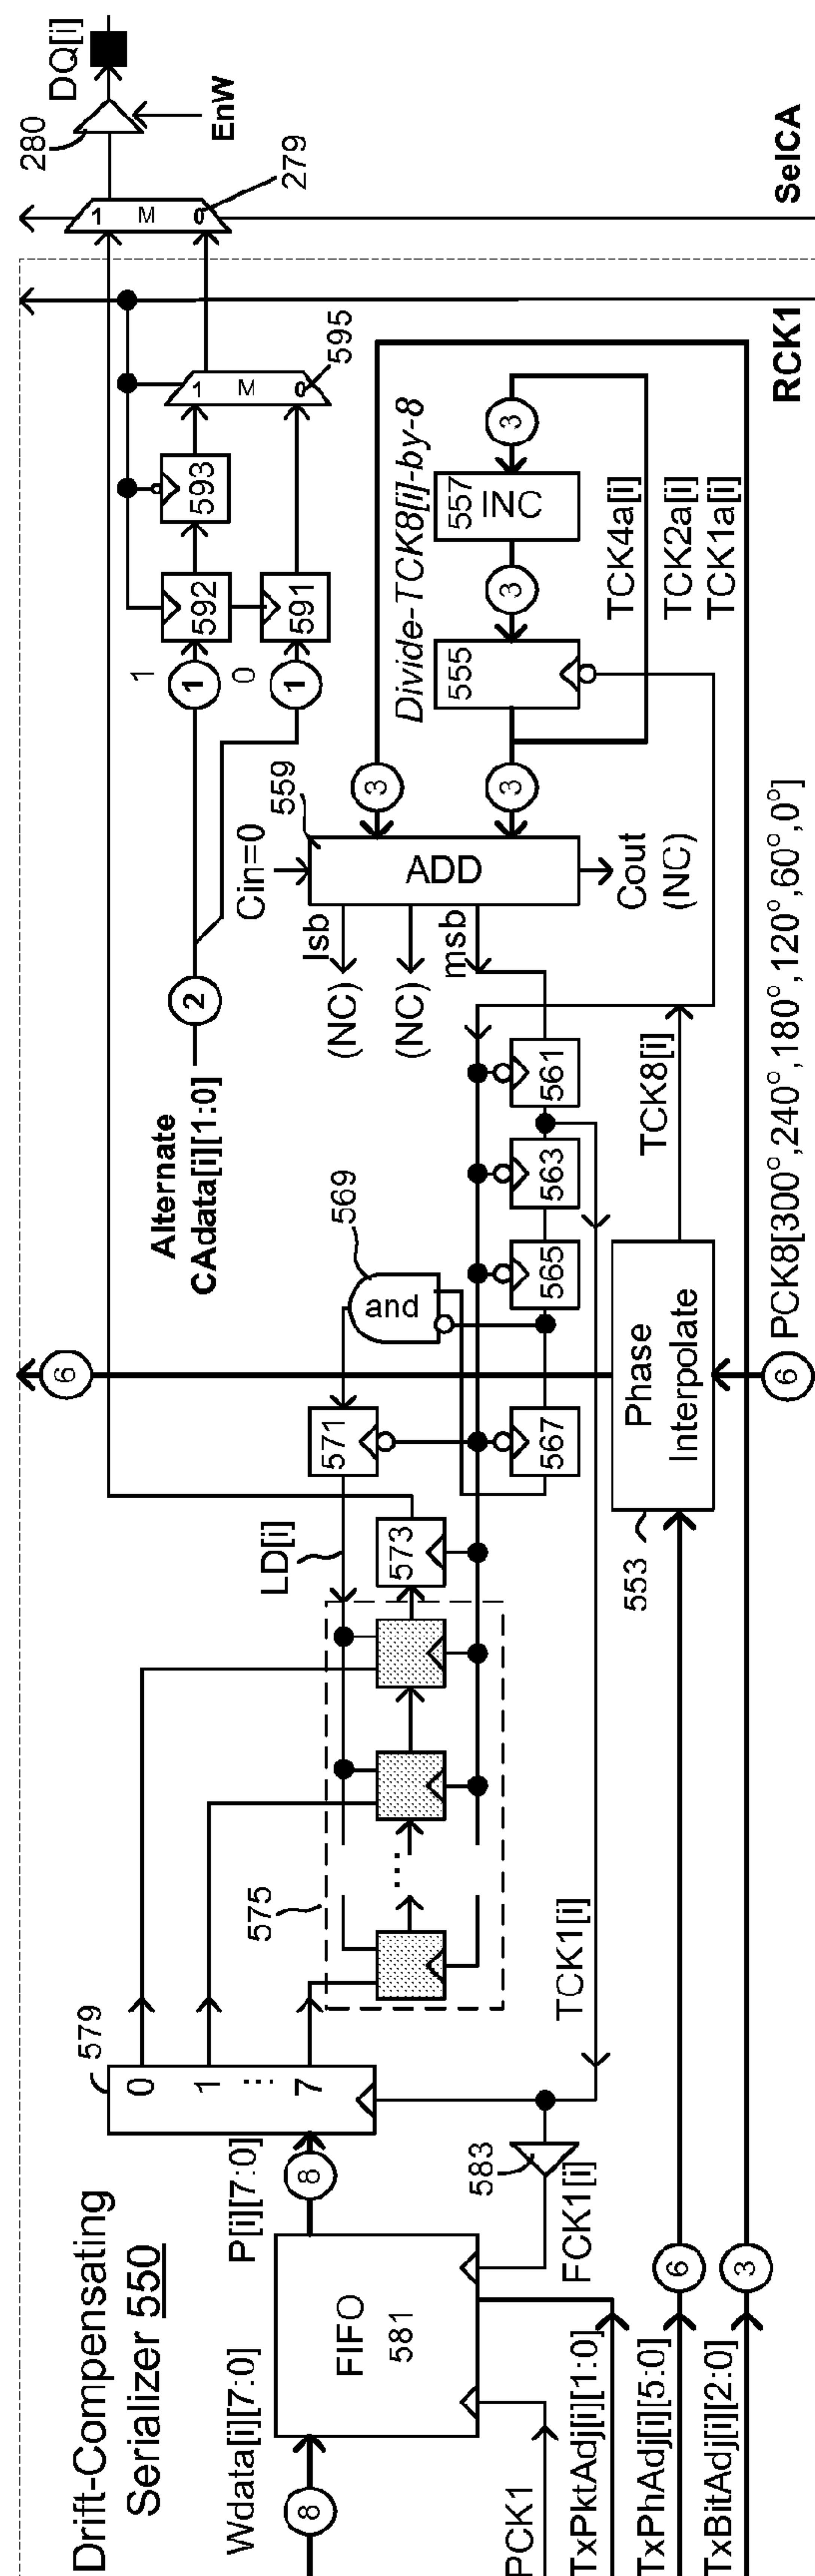 Drift-Compensating
Serializer 550
Wdata[i][7:0]
8
FIFO
581
P[i][7:0]
8
579
0
1
⋮
7
PCK1
TxPktAdj[i][1:0]
TxPhAdj[i][5:0]
6
TxBitAdj[i][2:0]
3
583
FCK1[i]
TCK1[i]
575
...
LD[i]
573
571
569
and
567
565
563
561
553
Phase
Interpolate
TCK8[i]
6
6
PCK8[300°,240°,180°,120°,60°,0°]
Alternate
CAdata[i][1:0]
2
1
1
0
1
592
591
593
595
1
M
0
Cin=0
559
ADD
lsb
(NC)
(NC)
msb
Cout
(NC)
3
3
Divide-TCK8[i]-by-8
555
3
557
INC
3
TCK4a[i]
TCK2a[i]
TCK1a[i]
RCK1
SelCA
1
M
0
279
280
EnW
DQ[i]